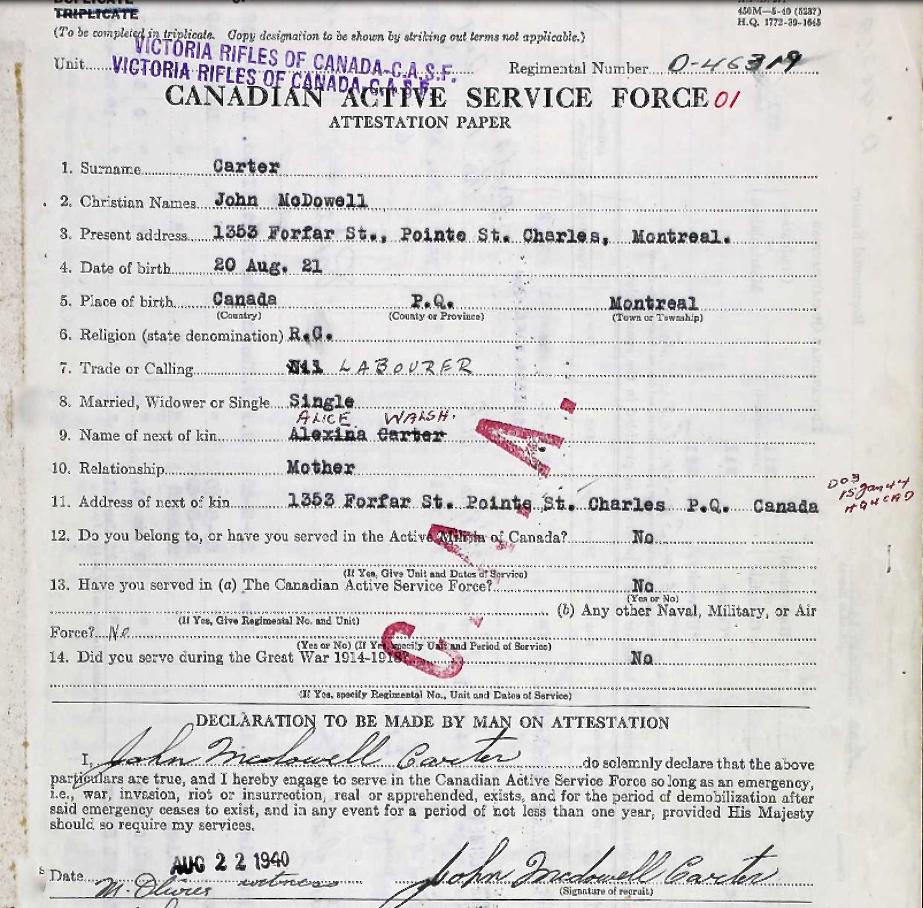 TRIPLICATE
450M—5-40 (5287)
H.Q. 1772-39-1645
(To be completed in triplicate. Copy designation to be shown by striking out terms not applicable.)
VICTORIA RIFLES OF CANADA-C.A.S.F.
Unit VICTORIA RIFLES OF CANADA-C.A.S.F. Regimental Number D-46319
CANADIAN ACTIVE SERVICE FORCE 01
ATTESTATION PAPER
1. Surname Carter
2. Christian Names John McDowell
3. Present address 1353 Forfar St., Pointe St. Charles, Montreal.
4. Date of birth 20 Aug. 21
5. Place of birth Canada P.Q. Montreal
(Country) (County or Province) (Town or Township)
6. Religion (state denomination) R.C.
7. Trade or Calling Nil LABOURER
8. Married, Widower or Single Single
ALICE WALSH.
9. Name of next of kin Alexina Carter
10. Relationship Mother
11. Address of next of kin 1353 Forfar St. Pointe St. Charles P.Q. Canada
DO3
15 Jan 44
12. Do you belong to, or have you served in the Active Militia of Canada? No
(If Yes, Give Unit and Dates of Service)
13. Have you served in (a) The Canadian Active Service Force? No
(Yes or No)
(b) Any other Naval, Military, or Air
(If Yes, Give Regimental No. and Unit)
Force? No
(Yes or No) (If Yes, specify Unit and Period of Service)
14. Did you serve during the Great War 1914-1918? No
(If Yes, specify Regimental No., Unit and Dates of Service)
C. A. A.
DECLARATION TO BE MADE BY MAN ON ATTESTATION
I, John Mcdowell Carter do solemnly declare that the above
particulars are true, and I hereby engage to serve in the Canadian Active Service Force so long as an emergency,
i.e., war, invasion, riot or insurrection, real or apprehended, exists, and for the period of demobilization after
said emergency ceases to exist, and in any event for a period of not less than one year, provided His Majesty
should so require my services.
Date AUG 22 1940 John Mcdowell Carter
witness (Signature of recruit)